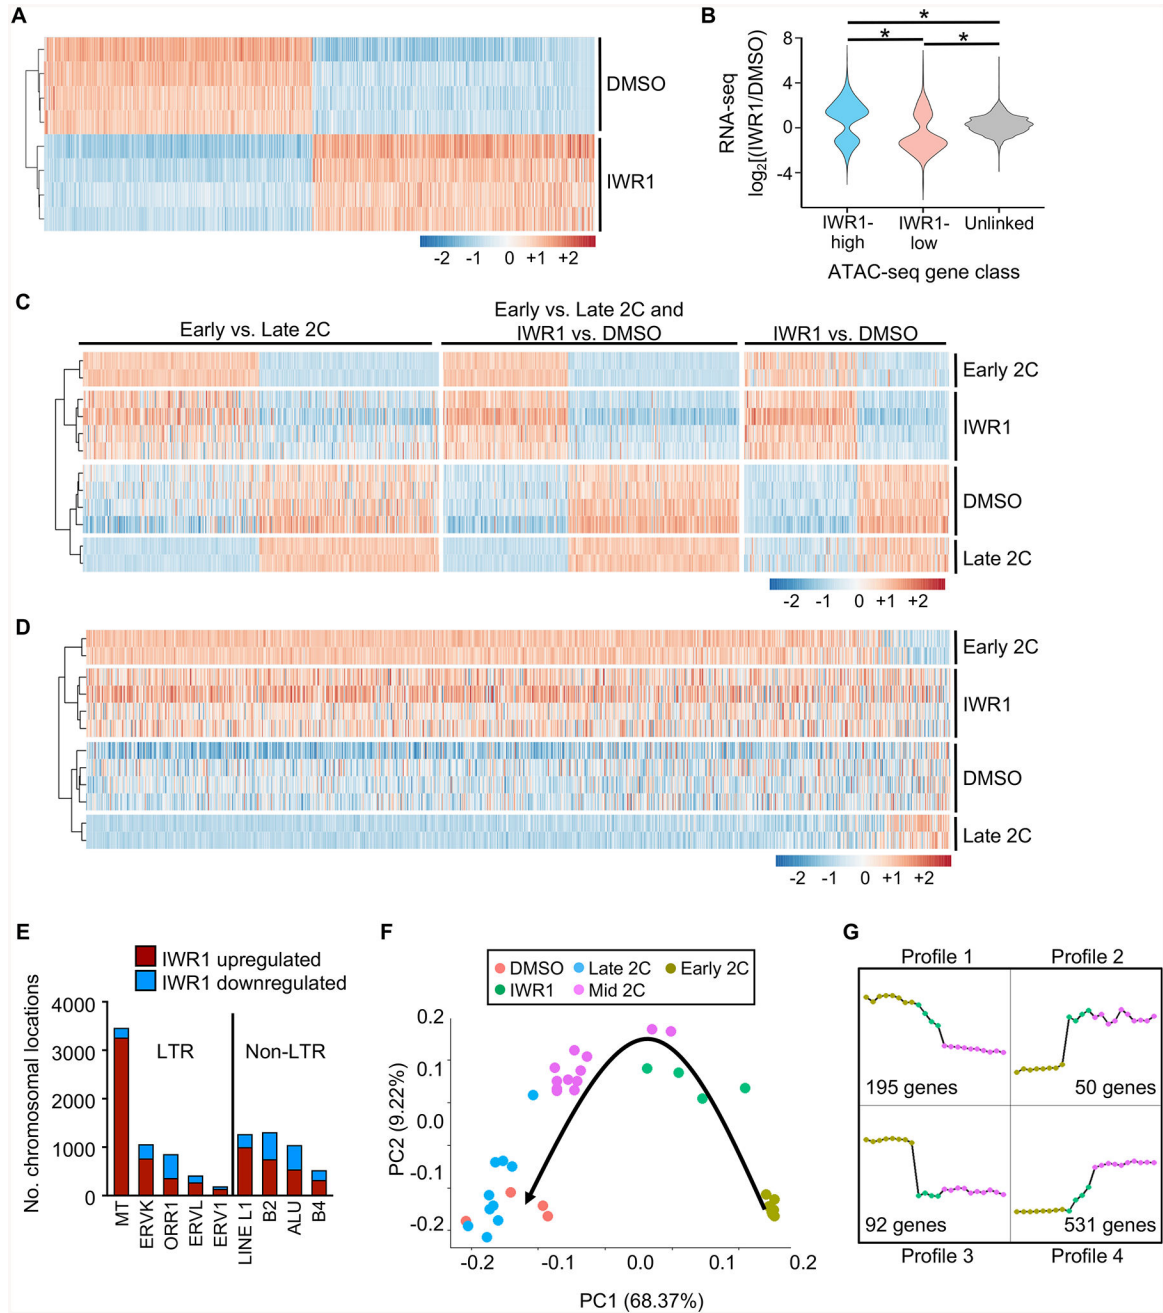 A
DMSO
IWR1
-2 -1 0 +1 +2
B
RNA-seq
log2[(IWR1/DMSO)
8
4
0
-4
IWR1-
high
IWR1-
low
Unlinked
ATAC-seq gene class
* * *
C
Early vs. Late 2C
Early vs. Late 2C and
IWR1 vs. DMSO
IWR1 vs. DMSO
Early 2C
IWR1
DMSO
Late 2C
-2 -1 0 +1 +2
D
Early 2C
IWR1
DMSO
Late 2C
-2 -1 0 +1 +2
E
IWR1 upregulated
IWR1 downregulated
No. chromosomal locations
4000
3000
2000
1000
0
LTR
Non-LTR
MT
ERVK
ORR1
ERVL
ERV1
LINE L1
B2
ALU
B4
F
DMSO Late 2C Early 2C
IWR1 Mid 2C
PC2 (9.22%)
0.2
0.1
0.0
-0.1
-0.2
-0.2 -0.1 0.0 0.1 0.2
PC1 (68.37%)
G
Profile 1 Profile 2
195 genes 50 genes
92 genes 531 genes
Profile 3 Profile 4